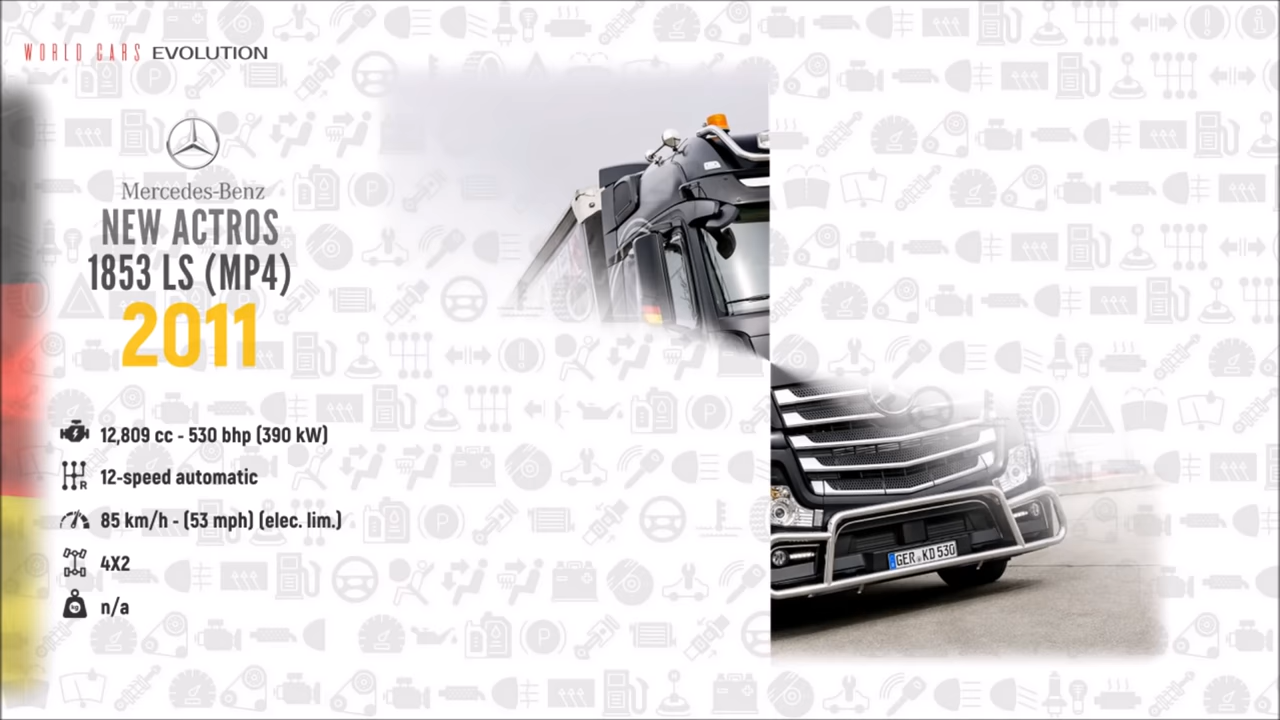 WORLD CARS EVOLUTION
Mercedes-Benz
NEW ACTROS
1853 LS (MP4)
2011
12,809 cc - 530 bhp (390 kW)
R
12-speed automatic
85 km/h - (53 mph) (elec. lim.)
4X2
kg
n/a
GER KD 530